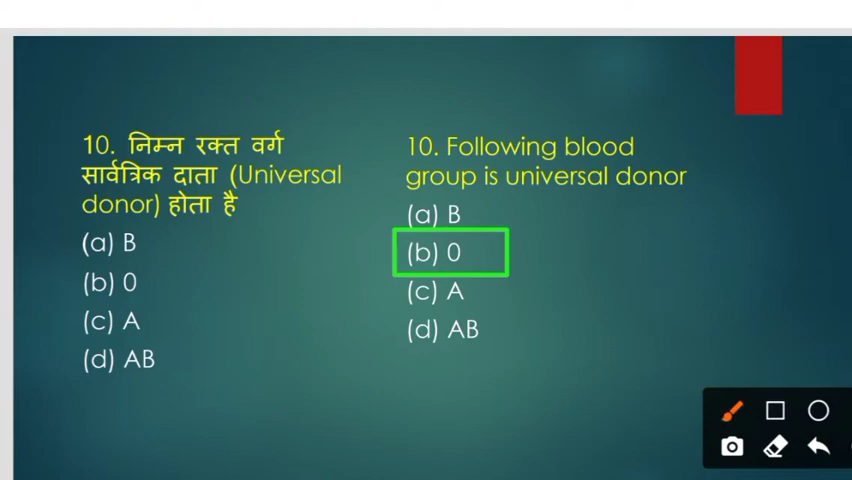 10. निम्न रक्त वर्ग
सार्वत्रिक दाता (Universal
donor) होता है
(a) B
(b) 0
(c) A
(d) AB
10. Following blood
group is universal donor
(a) B
(b) 0
(c) A
(d) AB